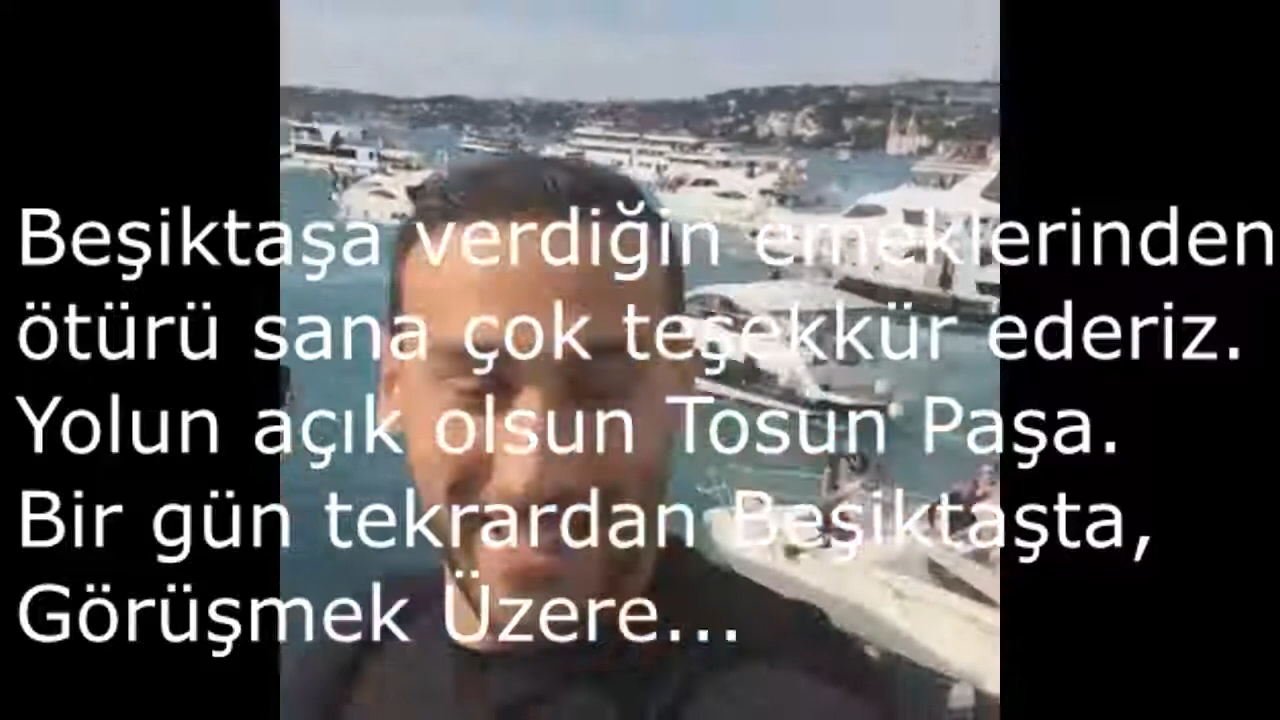 Beşiktaşa verdiğin emeklerinden
ötürü sana çok teşekkür ederiz.
Yolun açık olsun Tosun Paşa.
Bir gün tekrardan Beşiktaşta,
Görüşmek Üzere...